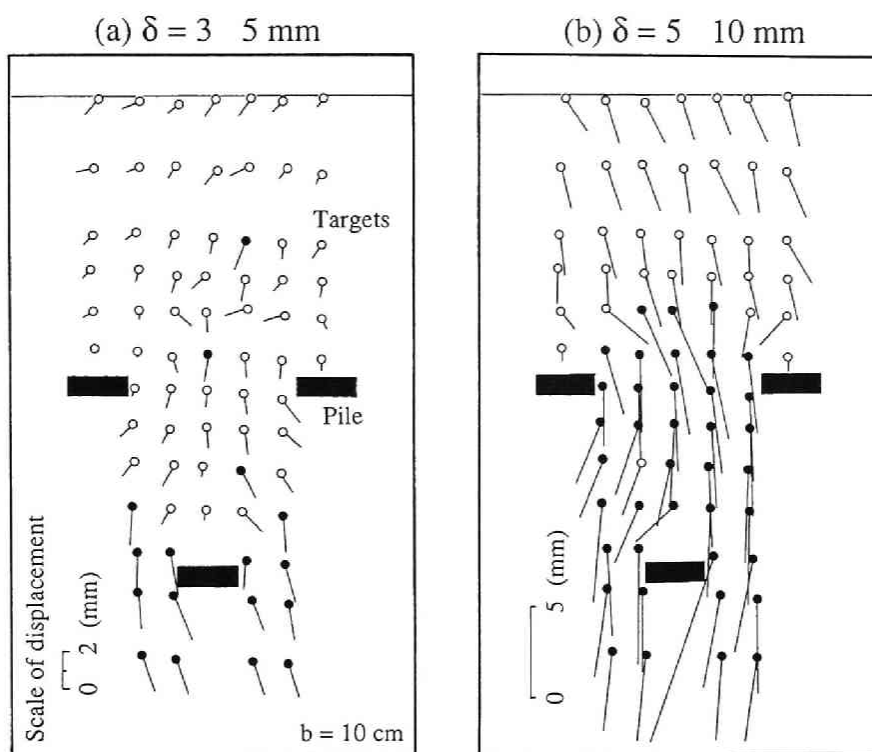 (a) δ = 3 5 mm
(b) δ = 5 10 mm
Targets
Pile
Scale of displacement
0 2 (mm)
b = 10 cm
0 5 (mm)